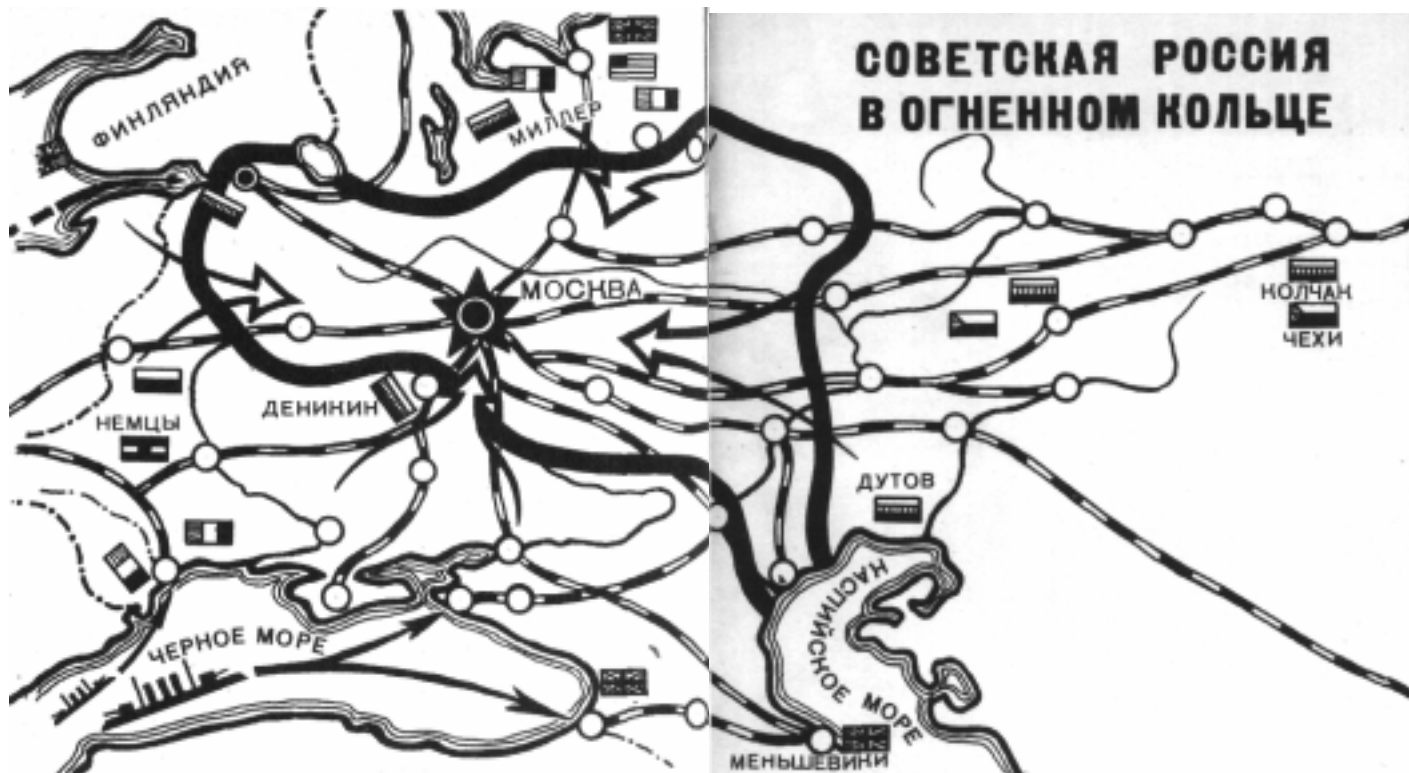 СОВЕТСКАЯ РОССИЯ
В ОГНЕННОМ КОЛЬЦЕ
ФИНЛЯНДИЯ
МИЛЛЕР
МОСКВА
КОЛЧАК
ЧЕХИ
ДЕНИКИН
НЕМЦЫ
ДУТОВ
КАСПИЙСКОЕ МОРЕ
ЧЕРНОЕ МОРЕ
МЕНЬШЕВИКИ